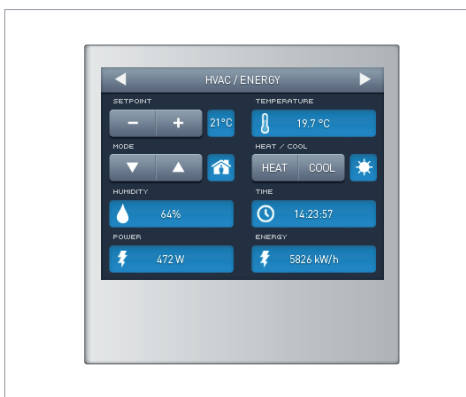 HVAC / ENERGY
SETPOINT
TEMPERATURE
− + 21°C
19.7 °C
MODE
HEAT / COOL
HEAT COOL
HUMIDITY
TIME
64%
14:23:57
POWER
ENERGY
472 W
5826 kW/h